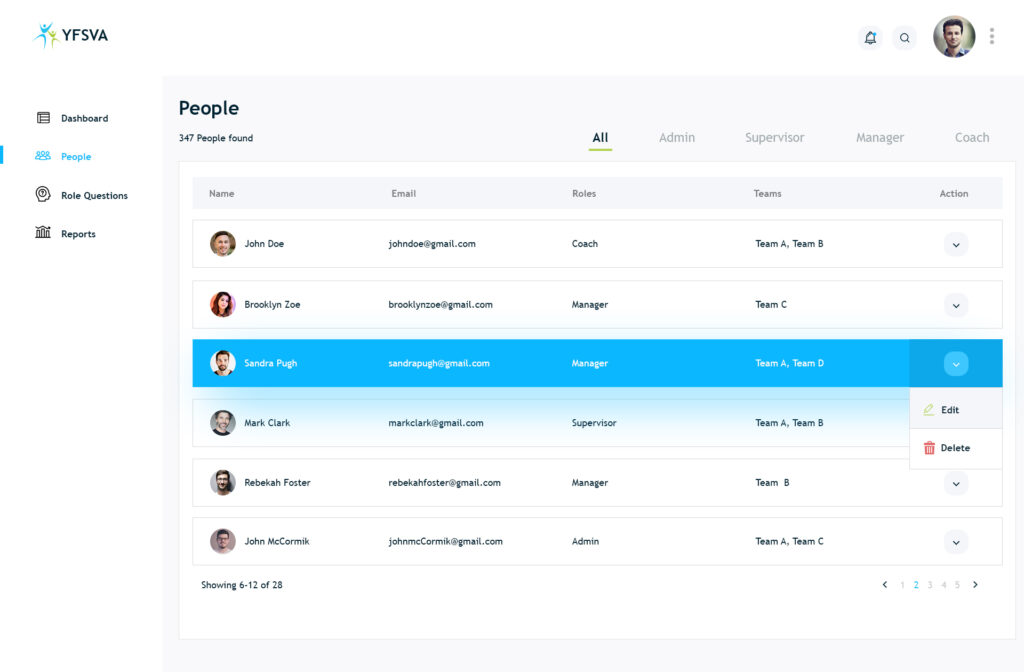 YFSVA
Dashboard
People
Role Questions
Reports
People
347 People found
All Admin Supervisor Manager Coach
Name Email Roles Teams Action
John Doe johndoe@gmail.com Coach Team A, Team B
Brooklyn Zoe brooklynzoe@gmail.com Manager Team C
Sandra Pugh sandrapugh@gmail.com Manager Team A, Team D
Edit
Mark Clark markclark@gmail.com Supervisor Team A, Team B
Delete
Rebekah Foster rebekahfoster@gmail.com Manager Team B
John McCormik johnmcCormik@gmail.com Admin Team A, Team C
Showing 6-12 of 28
1 2 3 4 5